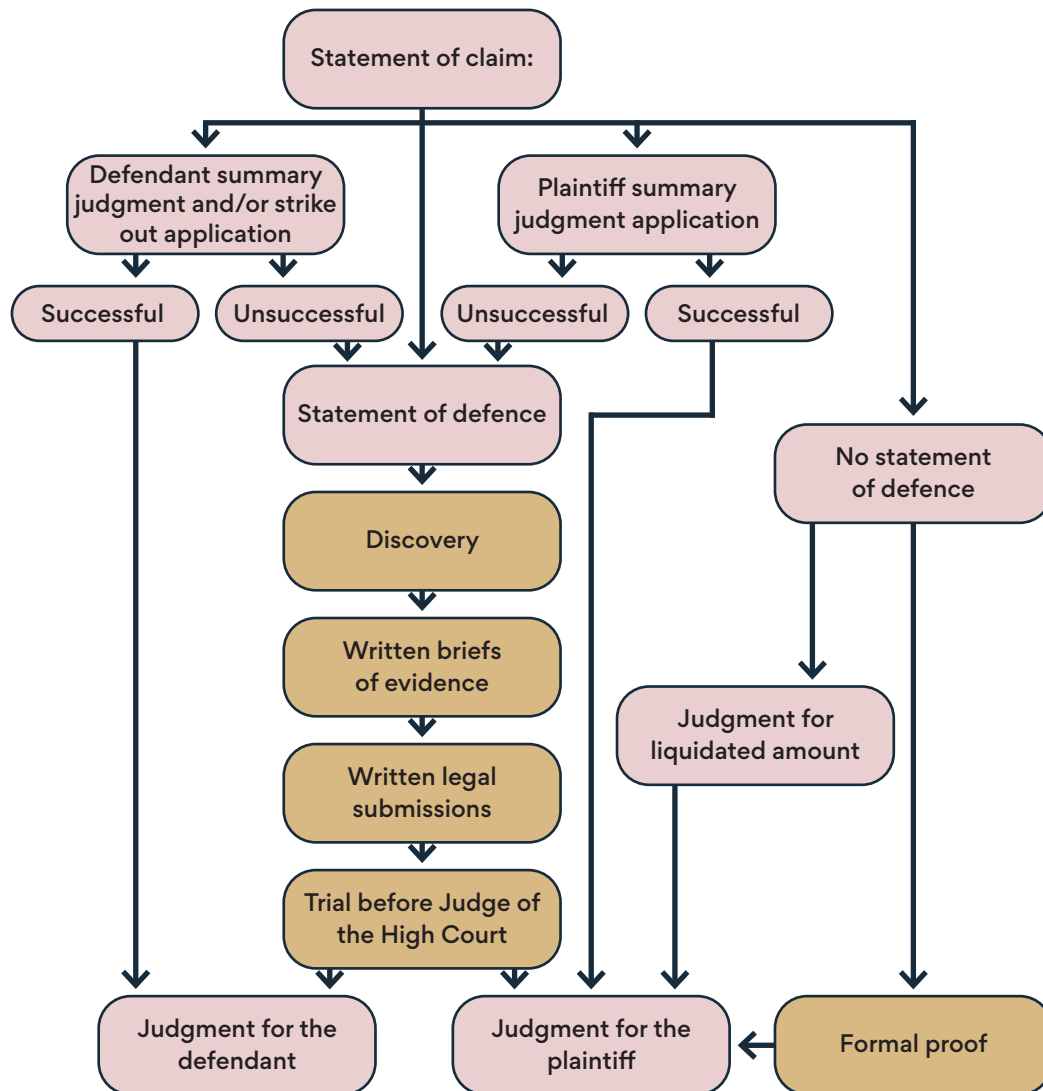 Statement of claim:
Defendant summary
judgment and/or strike
out application
Plaintiff summary
judgment application
Successful
Unsuccessful
Unsuccessful
Successful
Statement of defence
No statement
of defence
Discovery
Written briefs
of evidence
Judgment for
liquidated amount
Written legal
submissions
Trial before Judge of
the High Court
Judgment for the
defendant
Judgment for the
plaintiff
Formal proof